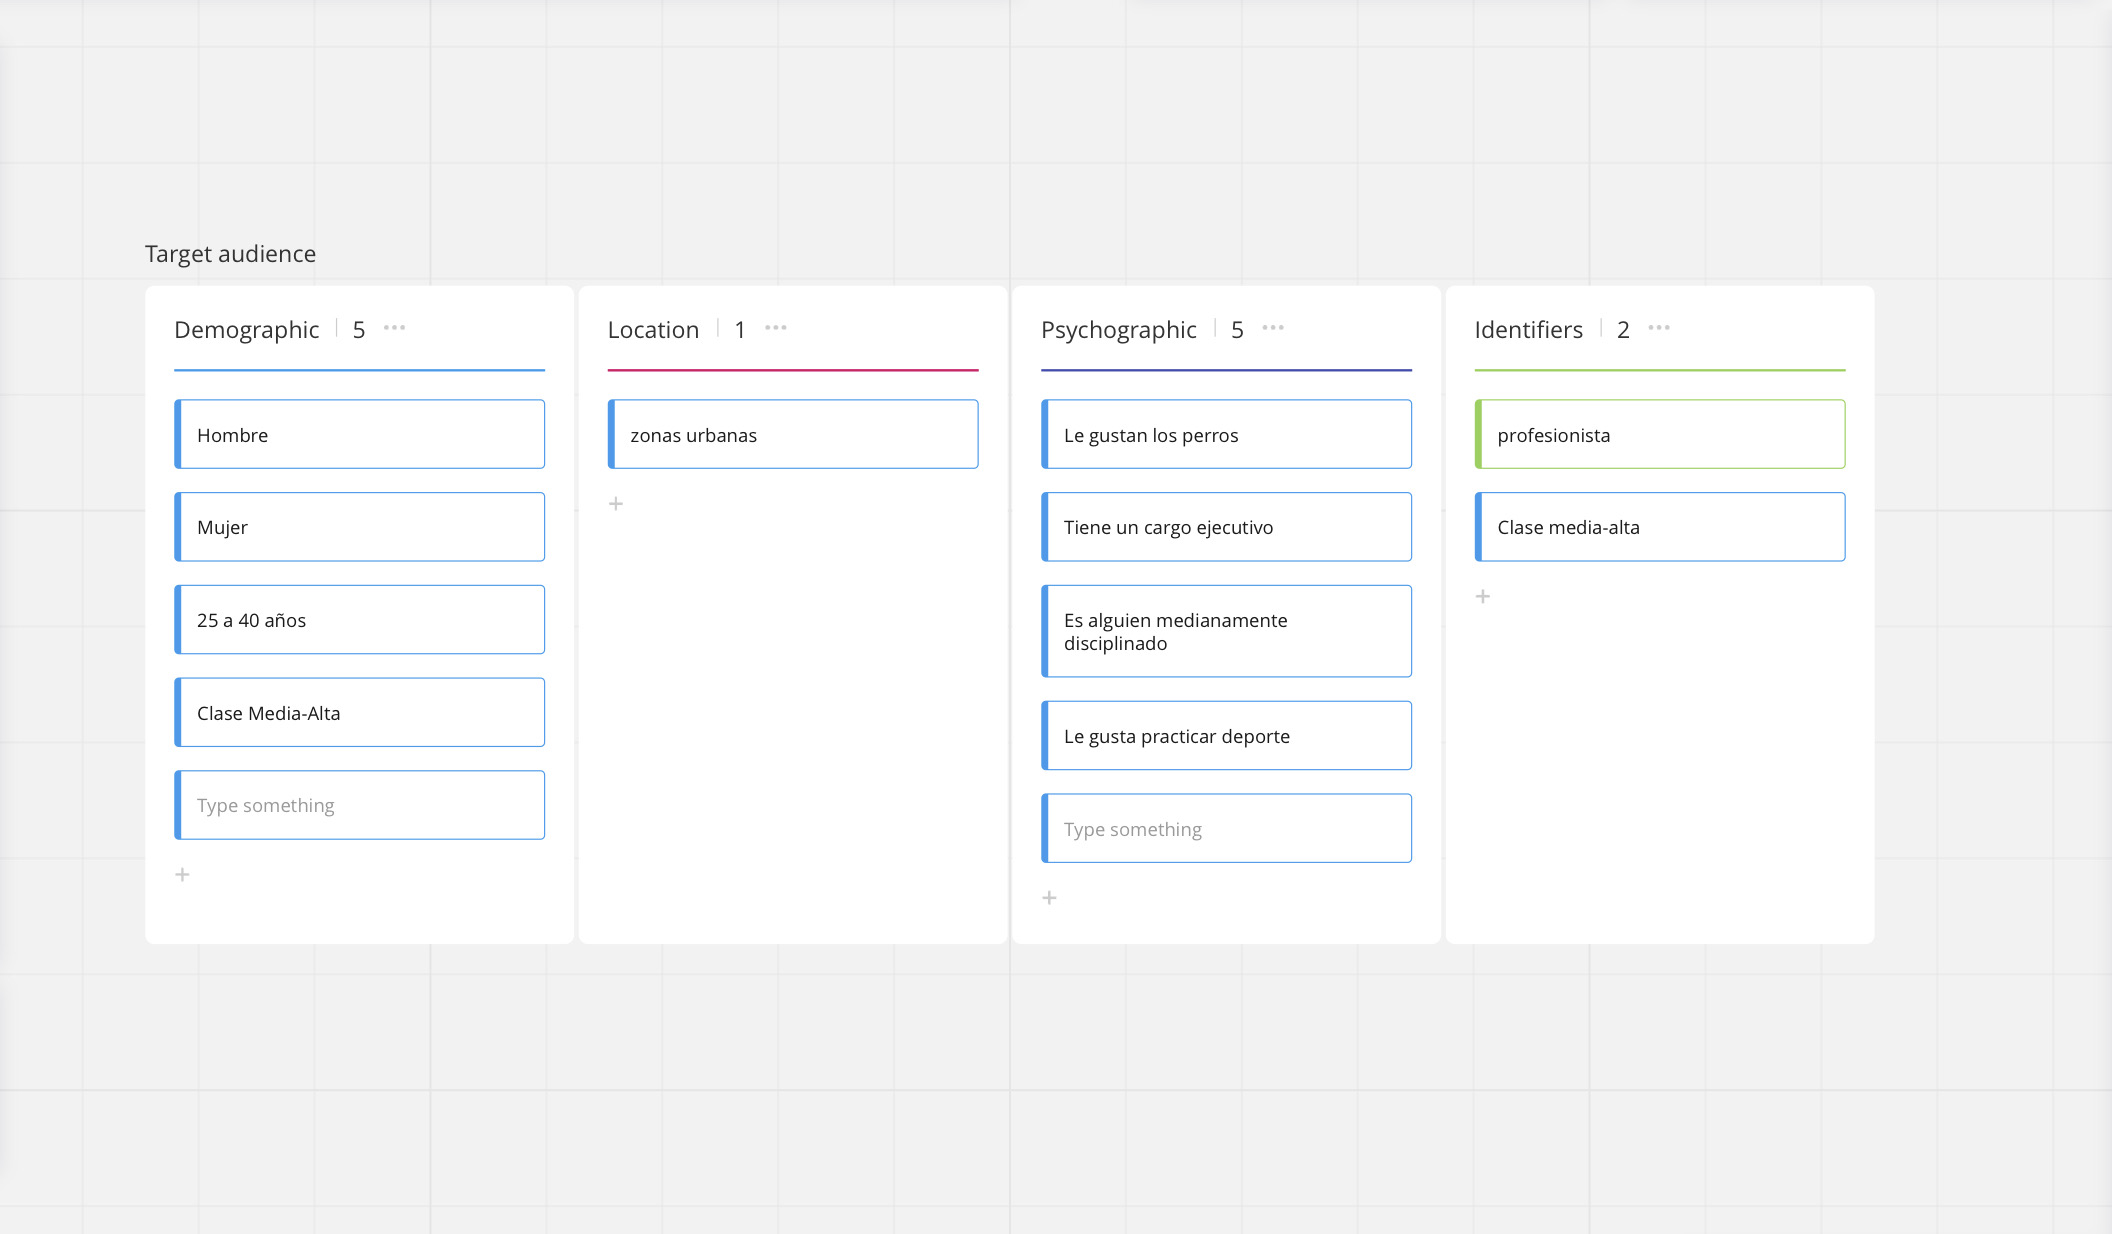 Target audience
Demographic 5 ...
Hombre
Mujer
25 a 40 años
Clase Media-Alta
Type something
+
Location 1 ...
zonas urbanas
+
Psychographic 5 ...
Le gustan los perros
Tiene un cargo ejecutivo
Es alguien medianamente
disciplinado
Le gusta practicar deporte
Type something
+
Identifiers 2 ...
profesionista
Clase media-alta
+